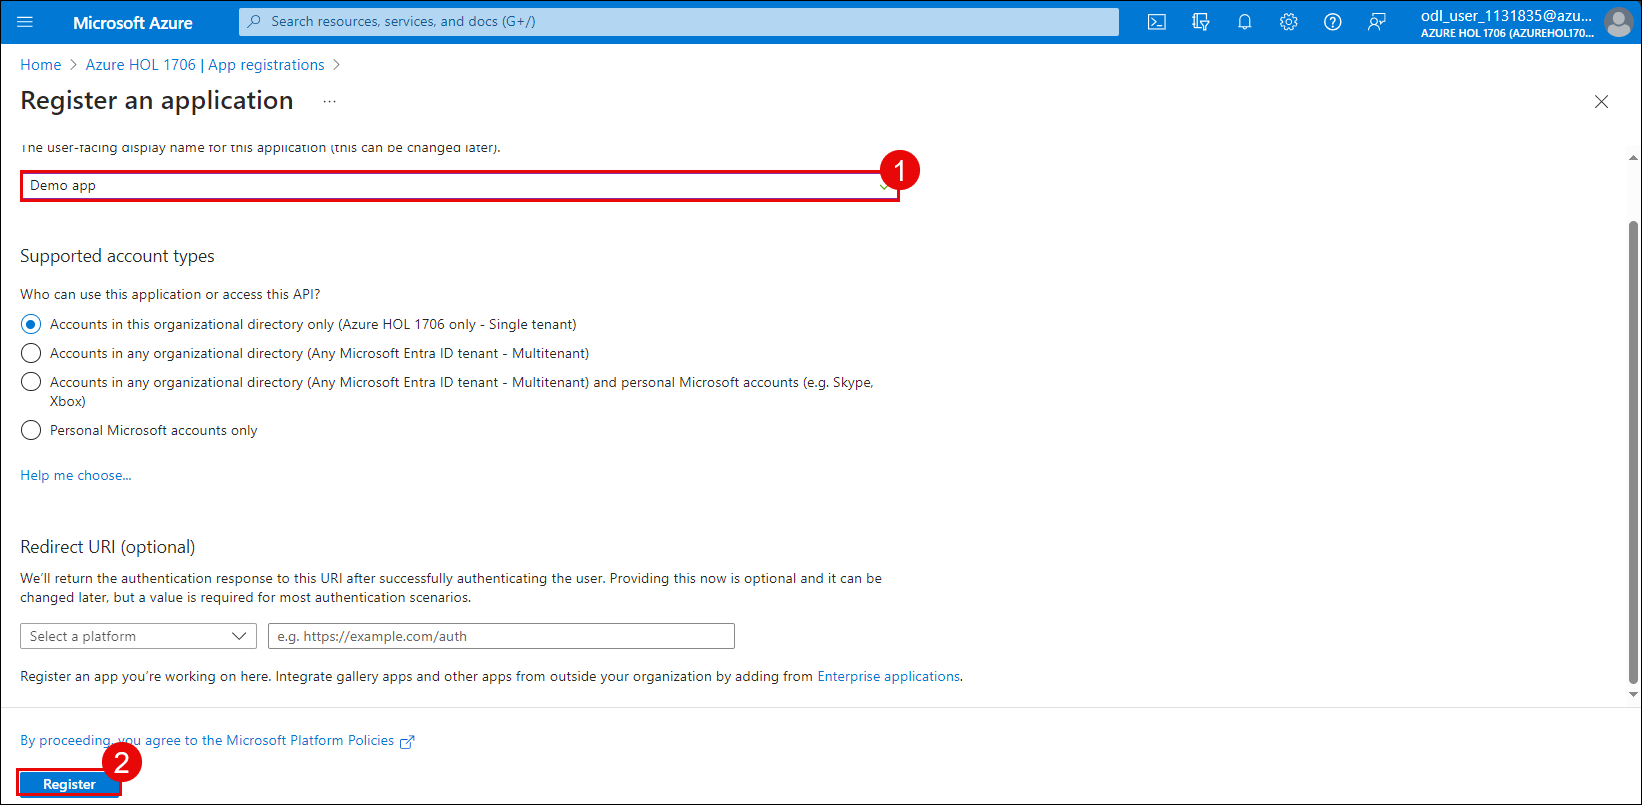 Microsoft Azure
Search resources, services, and docs (G+/)
odl_user_1131835@azu...
AZURE HOL 1706 (AZUREHOL170...
Home > Azure HOL 1706 | App registrations >
Register an application ...
The user-facing display name for this application (this can be changed later).
1
Demo app
Supported account types
Who can use this application or access this API?
Accounts in this organizational directory only (Azure HOL 1706 only - Single tenant)
Accounts in any organizational directory (Any Microsoft Entra ID tenant - Multitenant)
Accounts in any organizational directory (Any Microsoft Entra ID tenant - Multitenant) and personal Microsoft accounts (e.g. Skype,
Xbox)
Personal Microsoft accounts only
Help me choose...
Redirect URI (optional)
We'll return the authentication response to this URI after successfully authenticating the user. Providing this now is optional and it can be
changed later, but a value is required for most authentication scenarios.
Select a platform
e.g. https://example.com/auth
Register an app you're working on here. Integrate gallery apps and other apps from outside your organization by adding from Enterprise applications.
By proceeding, you agree to the Microsoft Platform Policies
2
Register